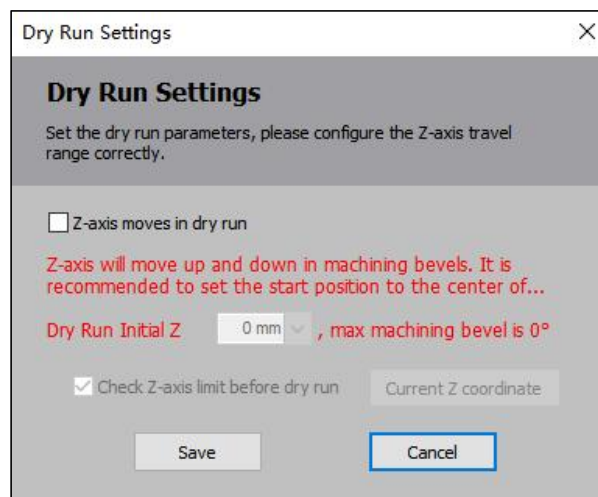 Dry Run Settings
Dry Run Settings
Set the dry run parameters, please configure the Z-axis travel
range correctly.
Z-axis moves in dry run
Z-axis will move up and down in machining bevels. It is
recommended to set the start position to the center of...
Dry Run Initial Z 0 mm , max machining bevel is 0°
Check Z-axis limit before dry run Current Z coordinate
Save Cancel